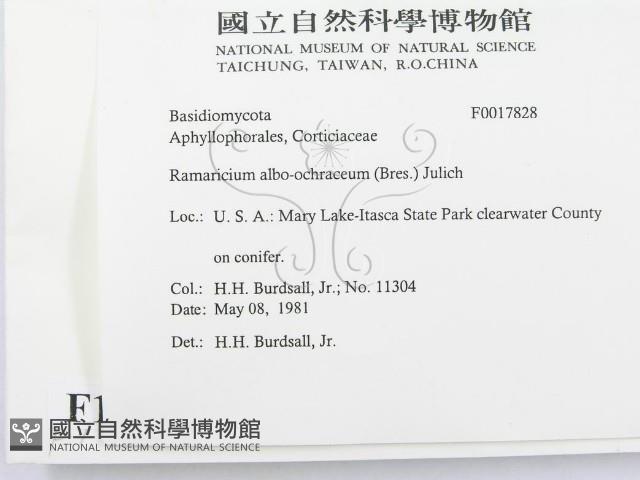 國立自然科學博物館
NATIONAL MUSEUM OF NATURAL SCIENCE
TAICHUNG, TAIWAN, R.O.CHINA
Basidiomycota F0017828
Aphyllophorales, Corticiaceae
Ramaricium albo-ochraceum (Bres.) Julich
Loc.: U. S. A.: Mary Lake-Itasca State Park clearwater County
on conifer.
Col.: H.H. Burdsall, Jr.; No. 11304
Date: May 08, 1981
Det.: H.H. Burdsall, Jr.
F1
國立自然科學博物館
NATIONAL MUSEUM OF NATURAL SCIENCE